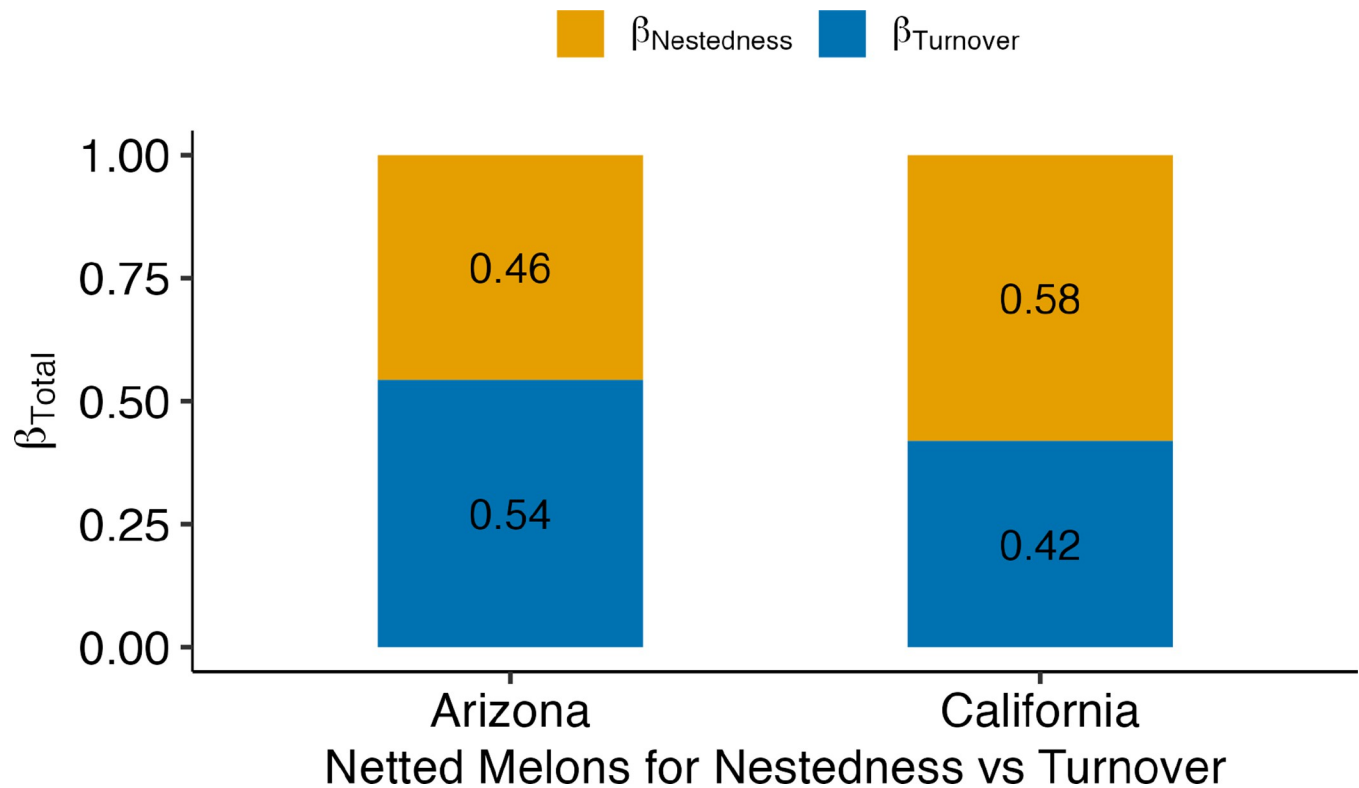 βNestedness βTurnover
1.00
0.75
0.50
0.25
0.00
βTotal
0.46
0.54
0.58
0.42
Arizona California
Netted Melons for Nestedness vs Turnover